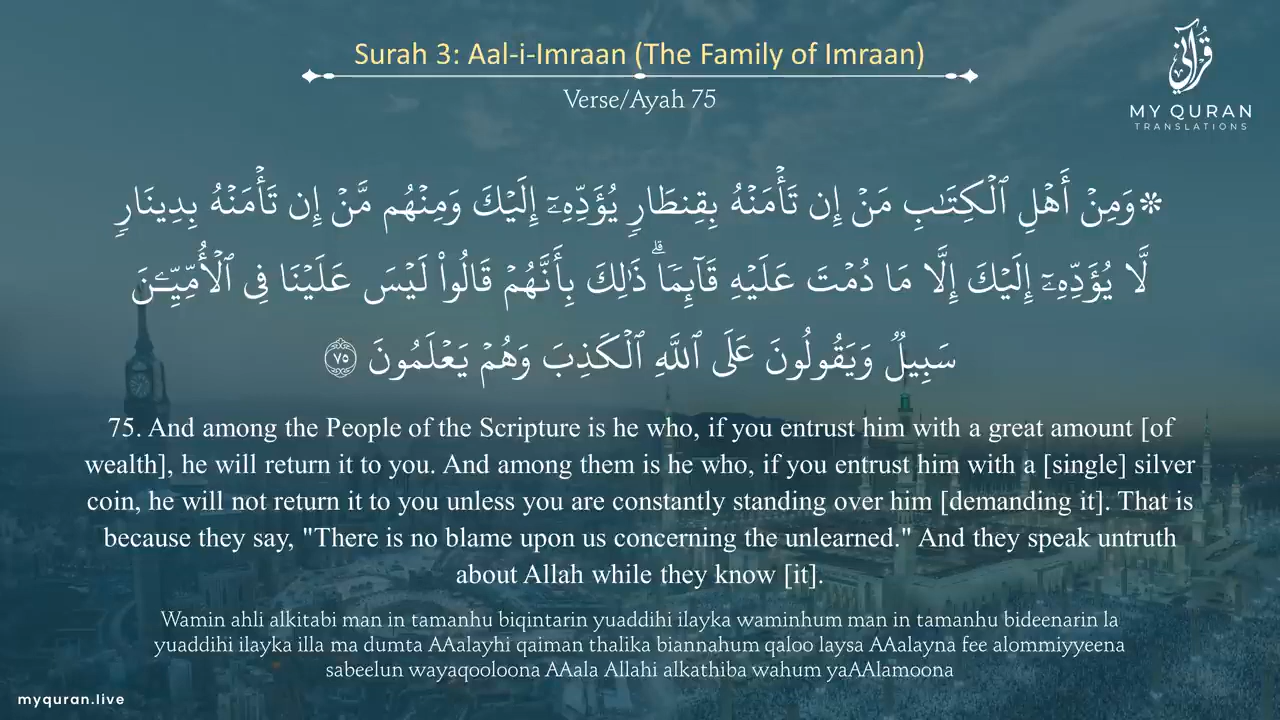 Surah 3: Aal-i-Imraan (The Family of Imraan)
Verse/Ayah 75
قرآني
MY QURAN
TRANSLATIONS
۞وَمِنۡ أَهۡلِ ٱلۡكِتَٰبِ مَنۡ إِن تَأۡمَنۡهُ بِقِنطَارٖ يُؤَدِّهِۦٓ إِلَيۡكَ وَمِنۡهُم مَّنۡ إِن تَأۡمَنۡهُ بِدِينَارٖ
لَّا يُؤَدِّهِۦٓ إِلَيۡكَ إِلَّا مَا دُمۡتَ عَلَيۡهِ قَآئِمٗاۗ ذَٰلِكَ بِأَنَّهُمۡ قَالُواْ لَيۡسَ عَلَيۡنَا فِي ٱلۡأُمِّيِّـۧنَ
سَبِيلٞ وَيَقُولُونَ عَلَى ٱللَّهِ ٱلۡكَذِبَ وَهُمۡ يَعۡلَمُونَ ۝٧٥
75. And among the People of the Scripture is he who, if you entrust him with a great amount [of
wealth], he will return it to you. And among them is he who, if you entrust him with a [single] silver
coin, he will not return it to you unless you are constantly standing over him [demanding it]. That is
because they say, "There is no blame upon us concerning the unlearned." And they speak untruth
about Allah while they know [it].
Wamin ahli alkitabi man in tamanhu biqintarin yuaddihi ilayka waminhum man in tamanhu bideenarin la
yuaddihi ilayka illa ma dumta AAalayhi qaiman thalika biannahum qaloo laysa AAalayna fee alommiyyeena
sabeelun wayaqooloona AAala Allahi alkathiba wahum yaAAlamoona
myquran.live